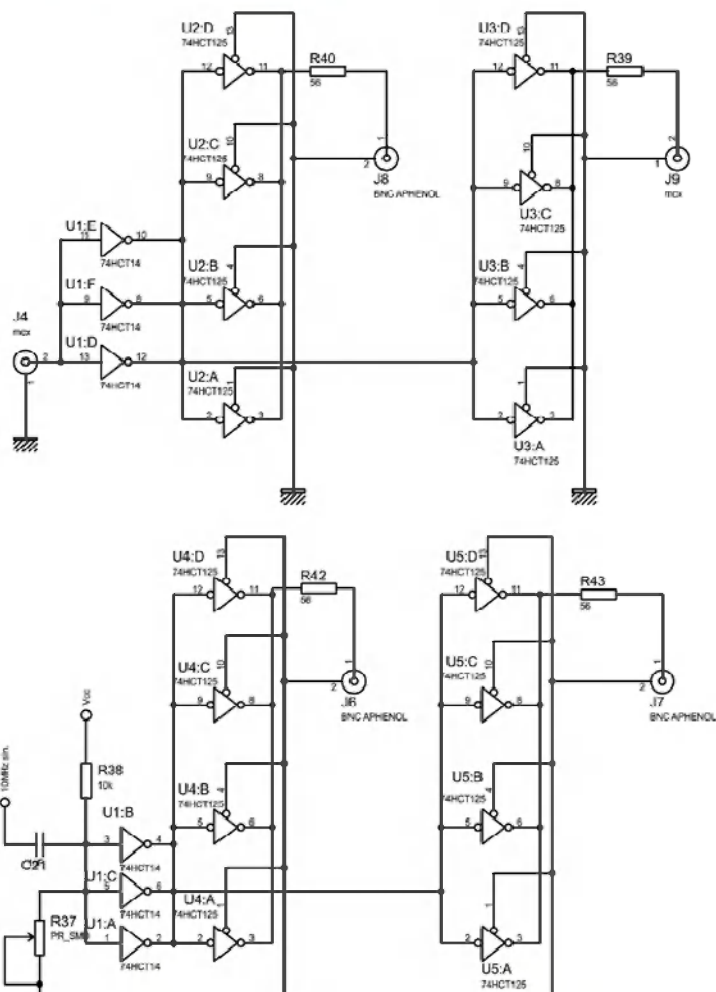 U2:D
74HCT125
13
12
11
R40
56
U2:C
74HCT125
10
9
8
1
2
J8
BNC APHENOL
U1:E
11
10
74HCT14
U1:F
9
8
74HCT14
U1:D
13
12
74HCT14
J4
mcx
2
1
U2:B
74HCT125
4
5
6
U2:A
74HCT125
1
2
3
U3:D
74HCT125
13
12
11
R39
56
10
9
8
U3:C
74HCT125
2
1
J9
mcx
U3:B
74HCT125
4
5
6
1
2
3
U3:A
74HCT125
U4:D
74HCT125
13
12
11
R42
56
U4:C
74HCT125
10
9
8
1
2
J16
BNC APHENOL
U4:B
74HCT125
4
5
6
U4:A
74HCT125
1
2
3
Vcc
R38
10k
10MHz sin.
C21
U1:B
3
4
74HCT14
U1:C
5
6
74HCT14
U1:A
1
2
74HCT14
R37
U5:D
74HCT125
13
12
11
R43
56
U5:C
74HCT125
10
9
8
1
2
J17
BNC APHENOL
U5:B
74HCT125
4
5
6
1
2
3
U5:A
74HCT125